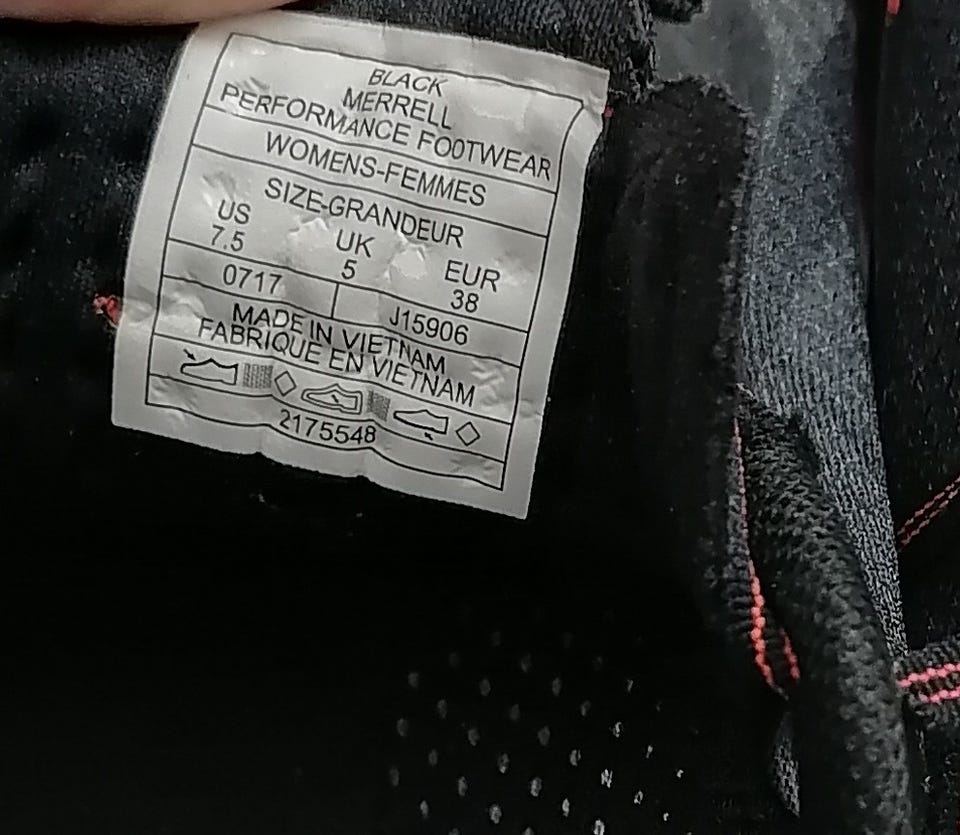 BLACK
MERRELL
PERFORMANCE FOOTWEAR
WOMENS-FEMMES
SIZE-GRANDEUR
US UK EUR
7.5 5 38
0717 J15906
MADE IN VIETNAM
FABRIQUE EN VIETNAM
2175548